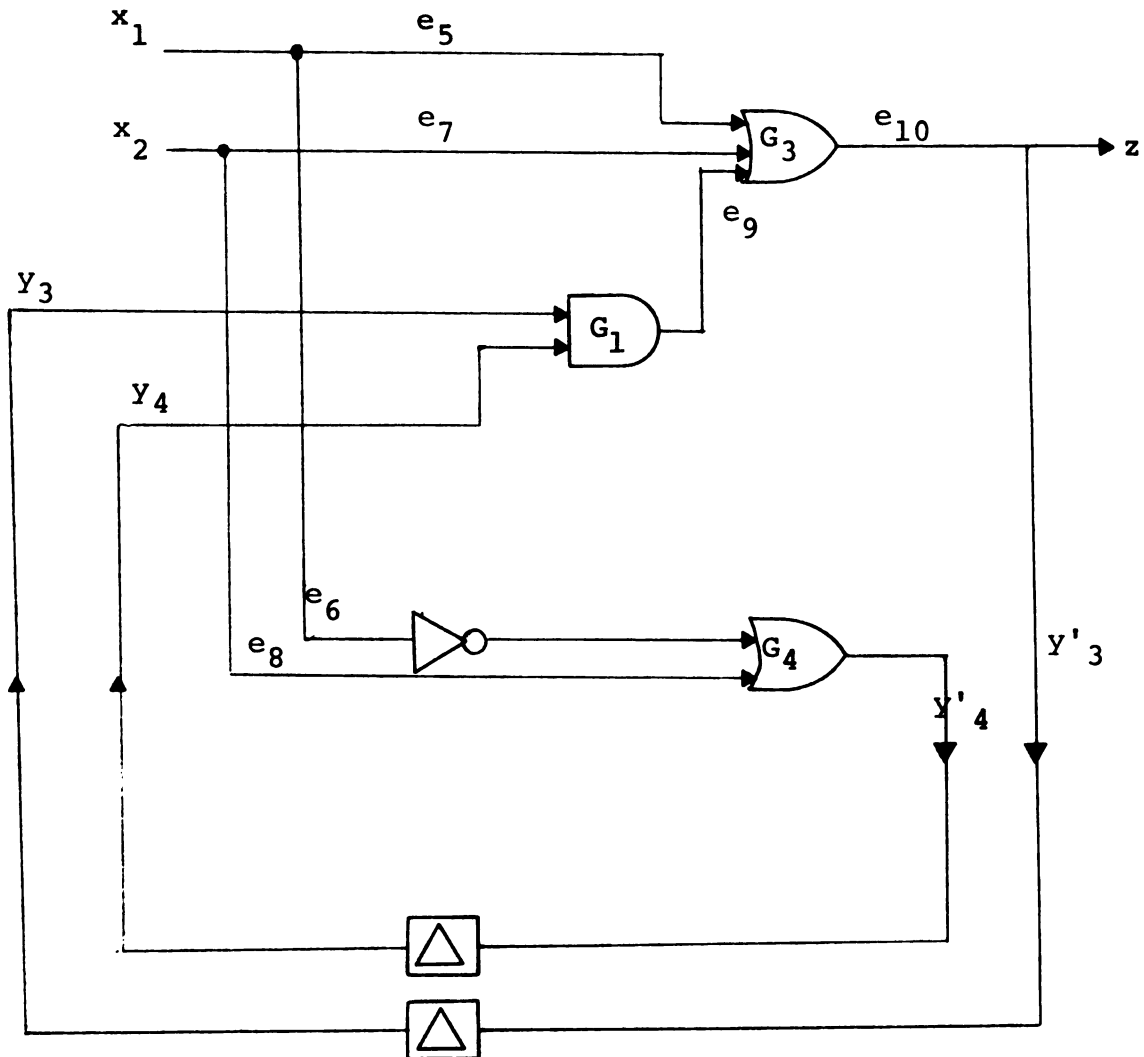 x₁
e₅
x₂
e₇
G₃
e₁₀
z
e₉
y₃
G₁
y₄
e₆
e₈
G₄
y'₃
y'₄
△
△